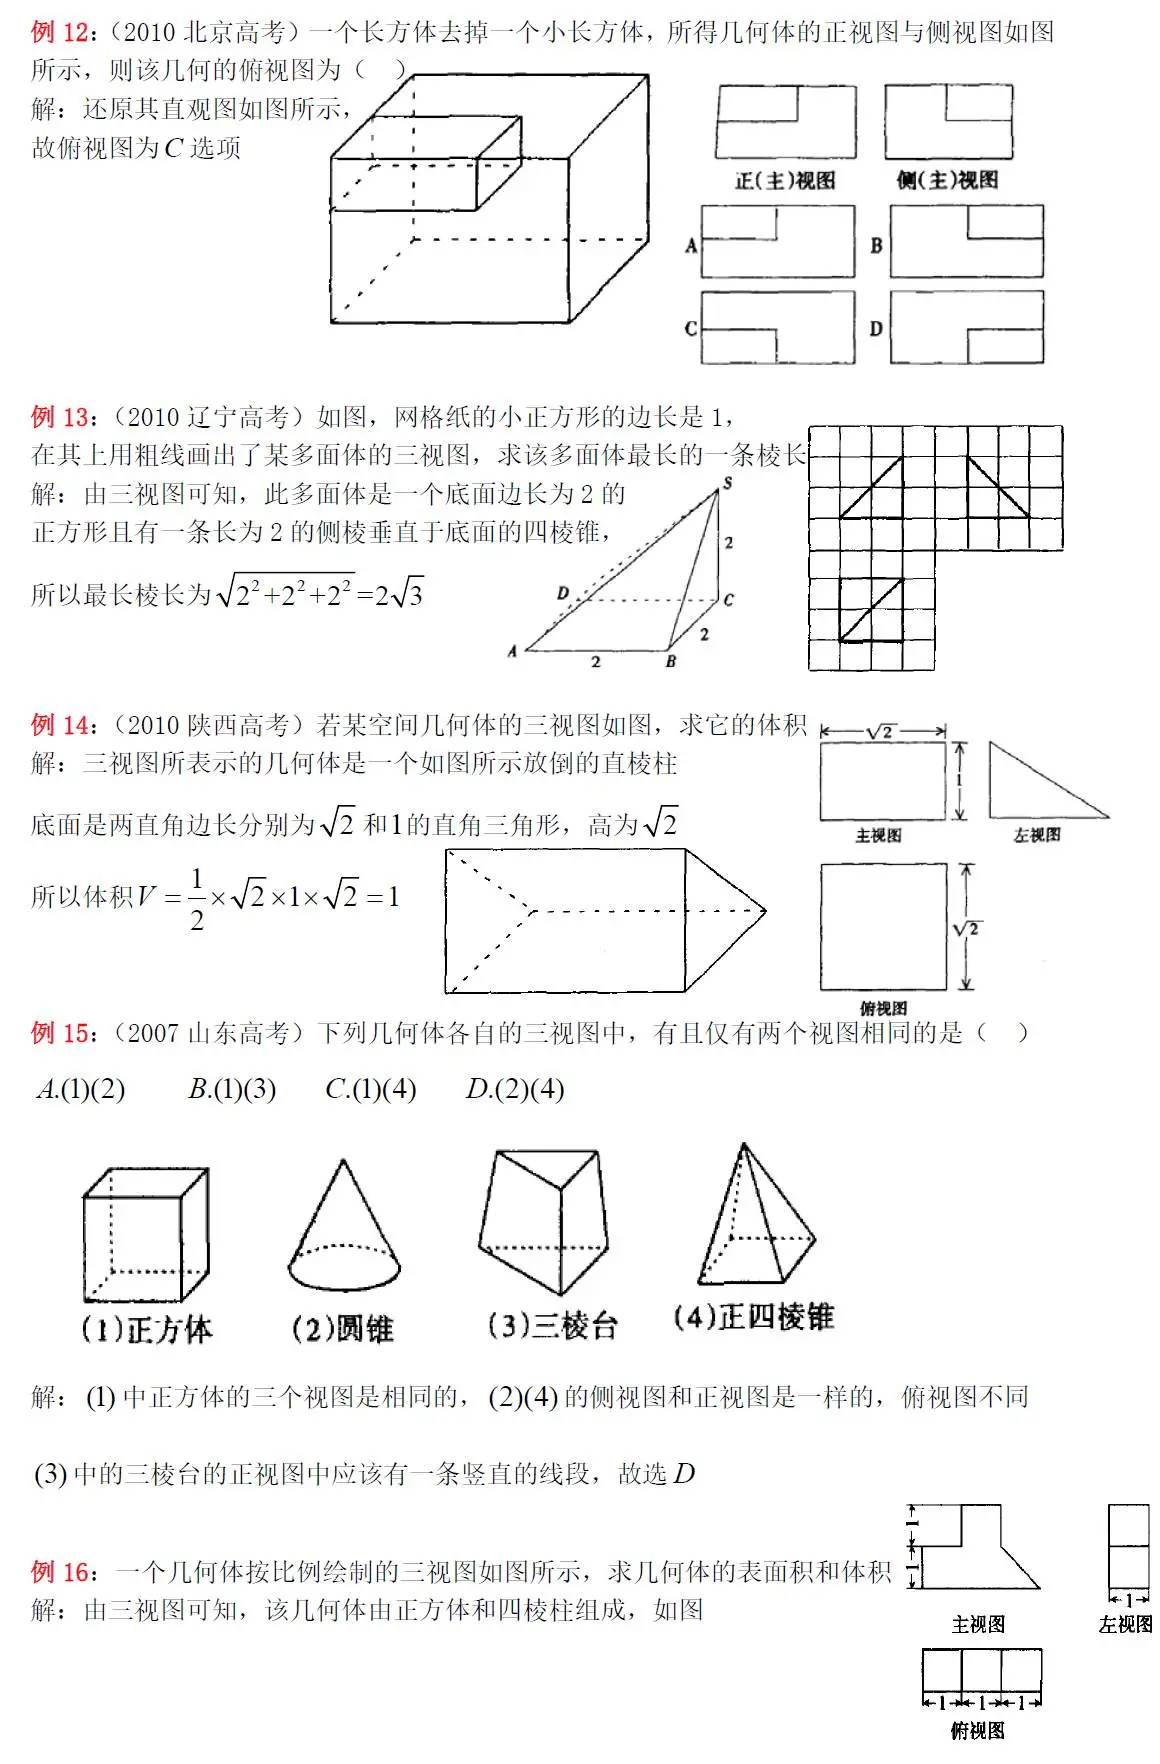 例 12：（2010 北京高考）一个长方体去掉一个小长方体，所得几何体的正视图与侧视图如图
所示，则该几何的俯视图为（　）
解：还原其直观图如图所示，
故俯视图为 C 选项
正(主)视图
侧(主)视图
A
B
C
D
例 13：（2010 辽宁高考）如图，网格纸的小正方形的边长是 1，
在其上用粗线画出了某多面体的三视图，求该多面体最长的一条棱长
解：由三视图可知，此多面体是一个底面边长为 2 的
正方形且有一条长为 2 的侧棱垂直于底面的四棱锥，
所以最长棱长为 √(2²+2²+2²) =2√3
S
2
D
C
2
A
2
B
例 14：（2010 陕西高考）若某空间几何体的三视图如图，求它的体积
解：三视图所表示的几何体是一个如图所示放倒的直棱柱
底面是两直角边长分别为 √2 和1的直角三角形，高为 √2
所以体积 V = 1/2 × √2 ×1× √2 = 1
√2
1
主视图
左视图
√2
俯视图
例 15：（2007 山东高考）下列几何体各自的三视图中，有且仅有两个视图相同的是（　）
A.(1)(2) B.(1)(3) C.(1)(4) D.(2)(4)
(1)正方体
(2)圆锥
(3)三棱台
(4)正四棱锥
解：(1) 中正方体的三个视图是相同的，(2)(4) 的侧视图和正视图是一样的，俯视图不同
(3) 中的三棱台的正视图中应该有一条竖直的线段，故选 D
例 16：一个几何体按比例绘制的三视图如图所示，求几何体的表面积和体积
解：由三视图可知，该几何体由正方体和四棱柱组成，如图
1
1
主视图
1
左视图
1 1 1
俯视图